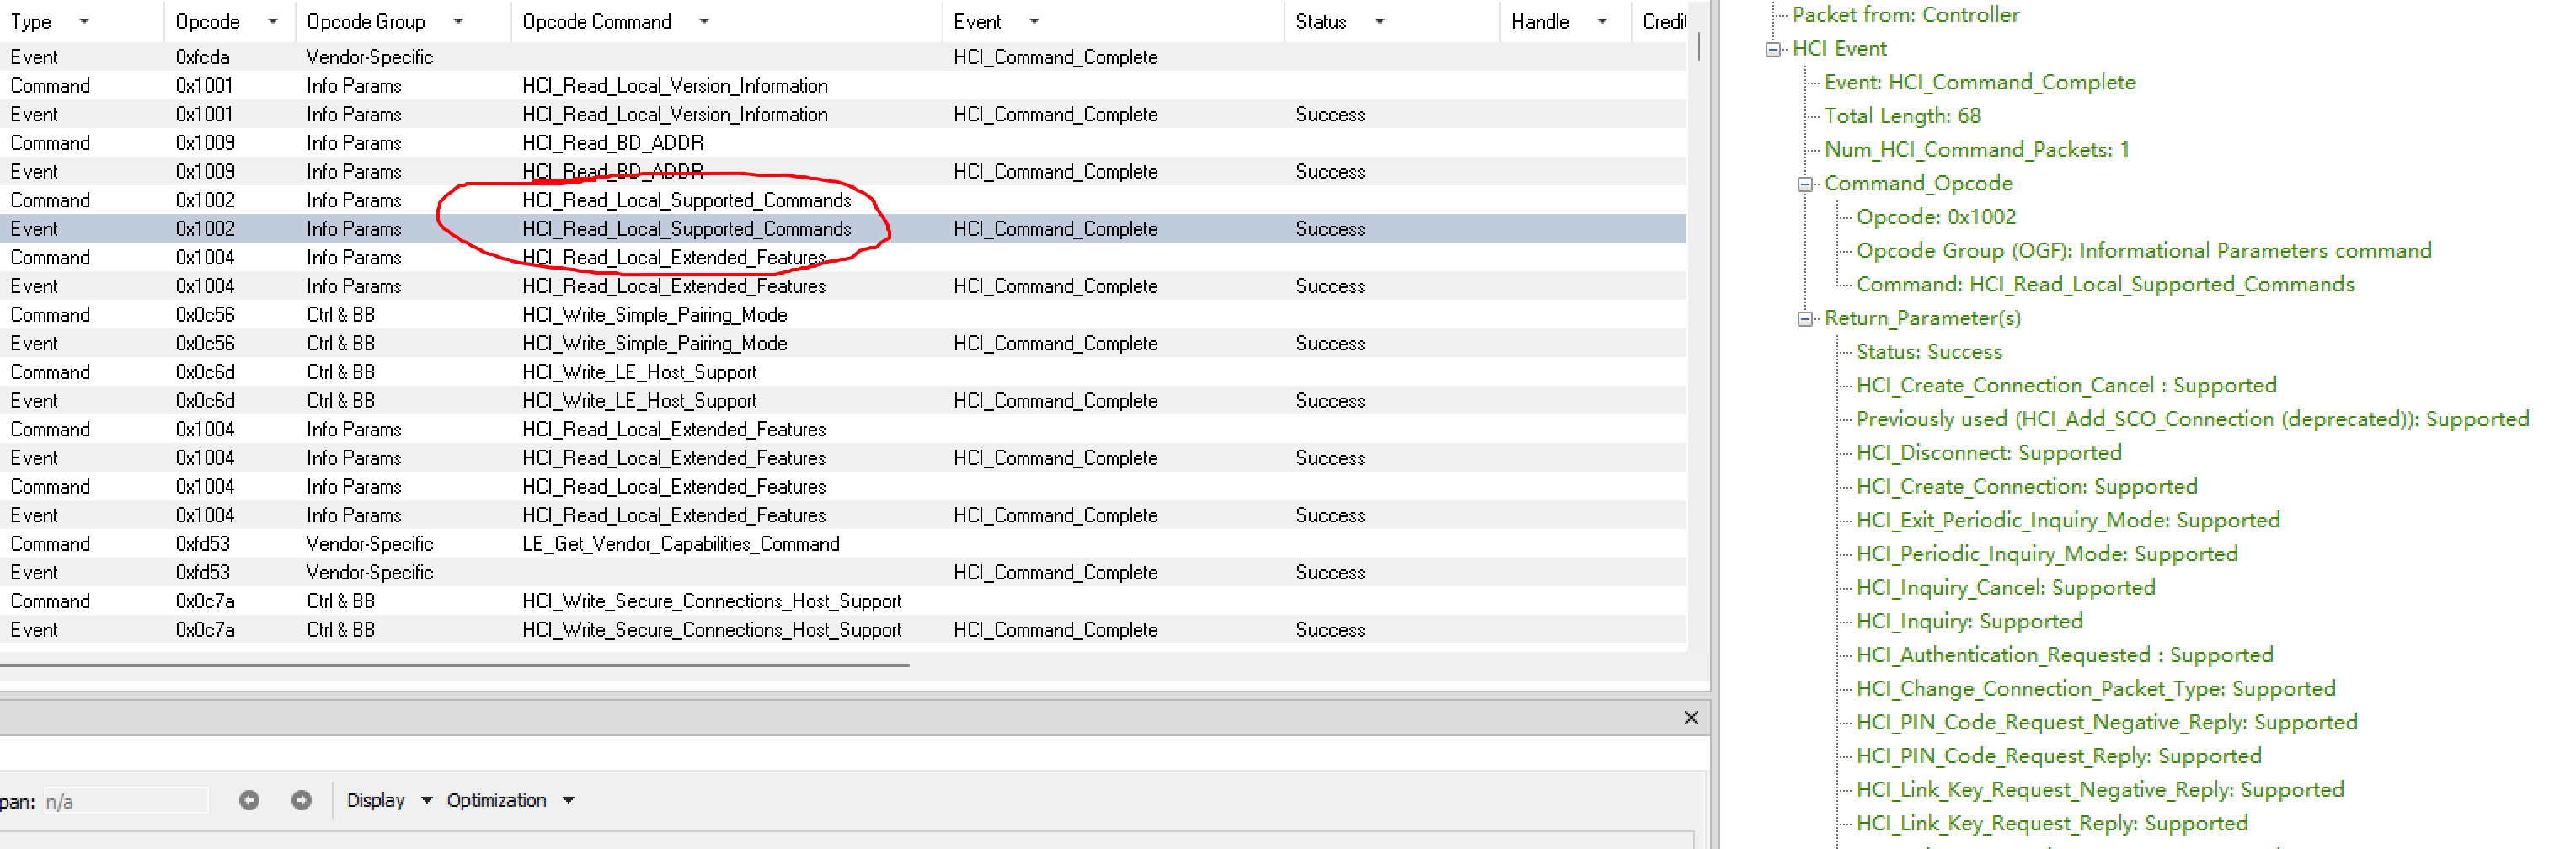 Type Opcode Opcode Group Opcode Command Event Status Handle Credit
Event 0xfcda Vendor-Specific HCI_Command_Complete
Command 0x1001 Info Params HCI_Read_Local_Version_Information
Event 0x1001 Info Params HCI_Read_Local_Version_Information HCI_Command_Complete Success
Command 0x1009 Info Params HCI_Read_BD_ADDR
Event 0x1009 Info Params HCI_Read_BD_ADDR HCI_Command_Complete Success
Command 0x1002 Info Params HCI_Read_Local_Supported_Commands
Event 0x1002 Info Params HCI_Read_Local_Supported_Commands HCI_Command_Complete Success
Command 0x1004 Info Params HCI_Read_Local_Extended_Features
Event 0x1004 Info Params HCI_Read_Local_Extended_Features HCI_Command_Complete Success
Command 0x0c56 Ctrl & BB HCI_Write_Simple_Pairing_Mode
Event 0x0c56 Ctrl & BB HCI_Write_Simple_Pairing_Mode HCI_Command_Complete Success
Command 0x0c6d Ctrl & BB HCI_Write_LE_Host_Support
Event 0x0c6d Ctrl & BB HCI_Write_LE_Host_Support HCI_Command_Complete Success
Command 0x1004 Info Params HCI_Read_Local_Extended_Features
Event 0x1004 Info Params HCI_Read_Local_Extended_Features HCI_Command_Complete Success
Command 0x1004 Info Params HCI_Read_Local_Extended_Features
Event 0x1004 Info Params HCI_Read_Local_Extended_Features HCI_Command_Complete Success
Command 0xfd53 Vendor-Specific LE_Get_Vendor_Capabilities_Command
Event 0xfd53 Vendor-Specific HCI_Command_Complete Success
Command 0x0c7a Ctrl & BB HCI_Write_Secure_Connections_Host_Support
Event 0x0c7a Ctrl & BB HCI_Write_Secure_Connections_Host_Support HCI_Command_Complete Success
pan: n/a Display Optimization
Packet from: Controller
HCI Event
Event: HCI_Command_Complete
Total Length: 68
Num_HCI_Command_Packets: 1
Command_Opcode
Opcode: 0x1002
Opcode Group (OGF): Informational Parameters command
Command: HCI_Read_Local_Supported_Commands
Return_Parameter(s)
Status: Success
HCI_Create_Connection_Cancel : Supported
Previously used (HCI_Add_SCO_Connection (deprecated)): Supported
HCI_Disconnect: Supported
HCI_Create_Connection: Supported
HCI_Exit_Periodic_Inquiry_Mode: Supported
HCI_Periodic_Inquiry_Mode: Supported
HCI_Inquiry_Cancel: Supported
HCI_Inquiry: Supported
HCI_Authentication_Requested : Supported
HCI_Change_Connection_Packet_Type: Supported
HCI_PIN_Code_Request_Negative_Reply: Supported
HCI_PIN_Code_Request_Reply: Supported
HCI_Link_Key_Request_Negative_Reply: Supported
HCI_Link_Key_Request_Reply: Supported